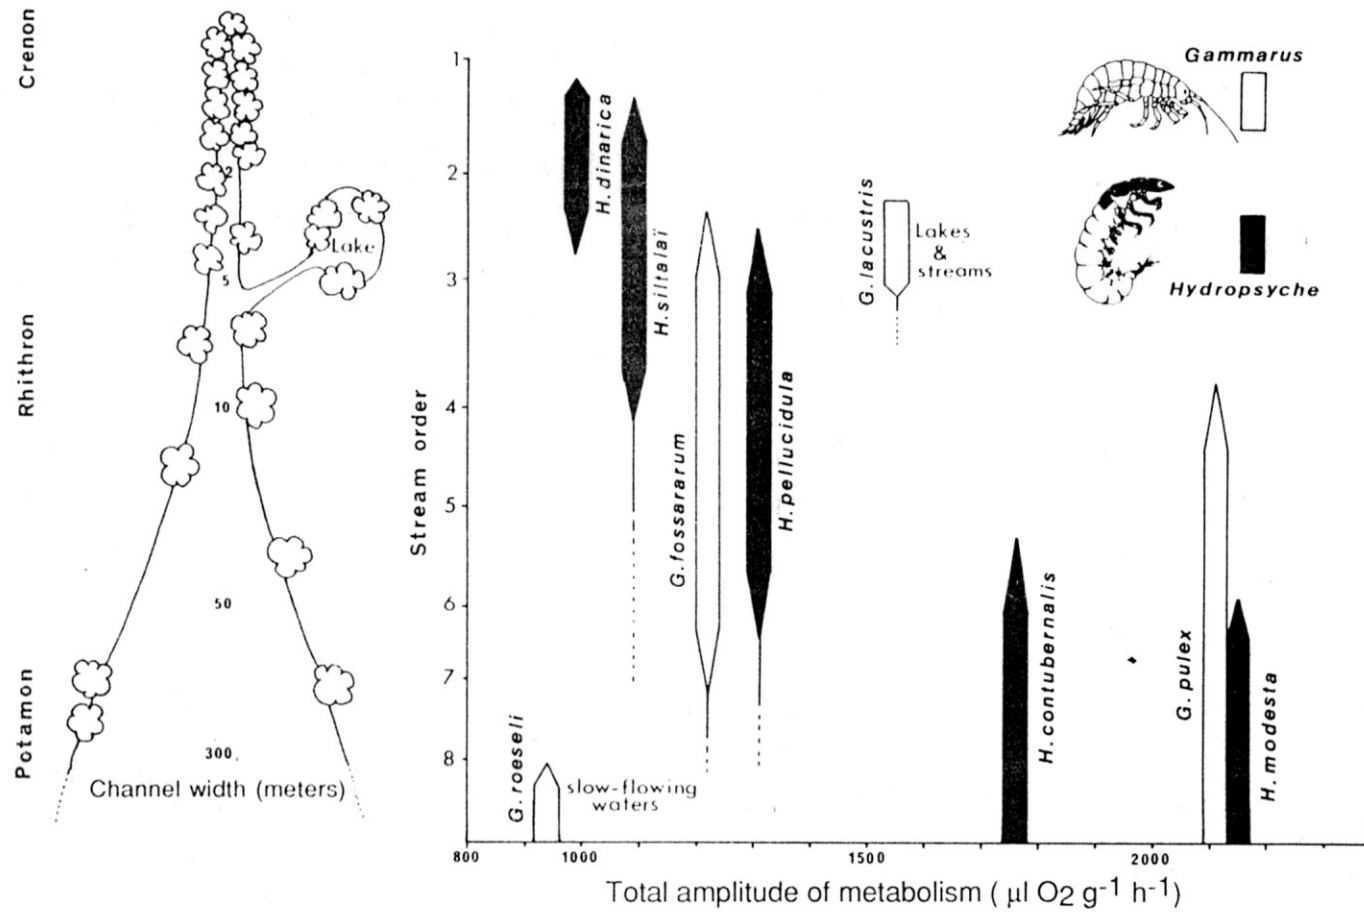 Crenon
Rhithron
Potamon
2
5
10
50
300
Lake
Channel width (meters)
Stream order
1
2
3
4
5
6
7
8
H. dinarica
H. siltalaï
G. fossararum
H. pellucidula
G. lacustris
Lakes
&
streams
Gammarus
Hydropsyche
G. roeseli
slow-flowing
waters
H. contubernalis
G. pulex
H. modesta
800
1000
1500
2000
Total amplitude of metabolism ( µl O2 g-1 h-1)